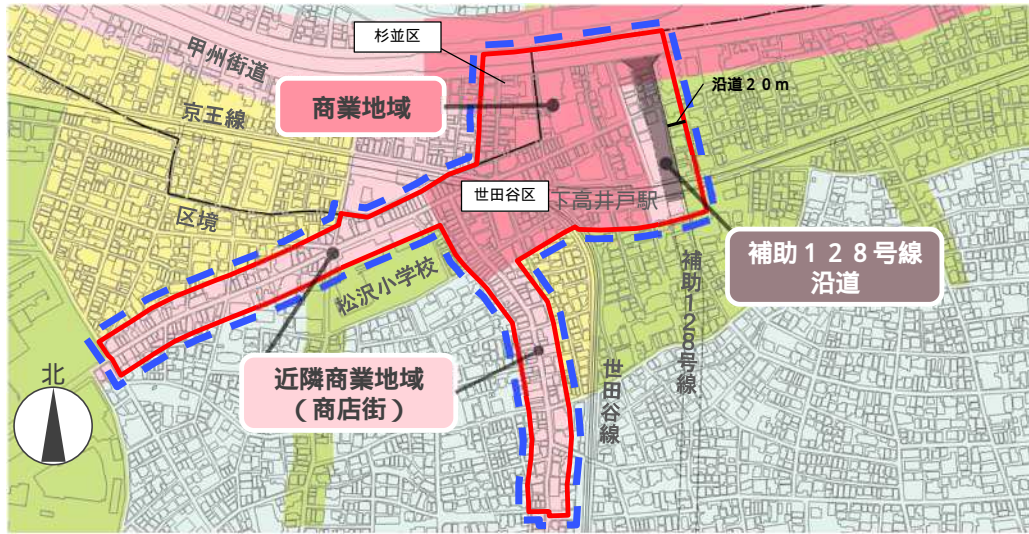 杉並区
甲州街道
沿道20m
商業地域
京王線
世田谷区
下高井戸駅
区境
補助128号線
沿道
松沢小学校
補助128号線
近隣商業地域
(商店街)
世田谷線
北